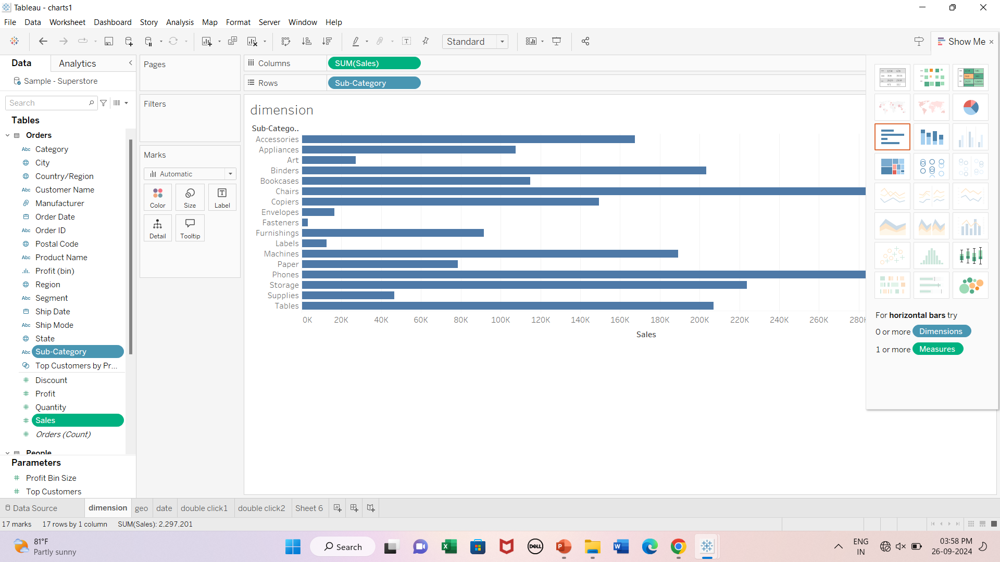 Tableau - charts1
File Data Worksheet Dashboard Story Analysis Map Format Server Window Help
Standard
Show Me
Data Analytics
Sample - Superstore
Search
Tables
Orders
Abc Category
City
Country/Region
Abc Customer Name
Manufacturer
Order Date
Abc Order ID
Postal Code
Abc Product Name
Profit (bin)
Region
Abc Segment
Ship Date
Abc Ship Mode
State
Abc Sub-Category
Top Customers by Pr...
Discount
Profit
Quantity
Sales
Orders (Count)
People
Parameters
Profit Bin Size
Top Customers
Pages
Filters
Marks
Automatic
Color Size Label
Detail Tooltip
Columns SUM(Sales)
Rows Sub-Category
dimension
Sub-Catego..
Accessories
Appliances
Art
Binders
Bookcases
Chairs
Copiers
Envelopes
Fasteners
Furnishings
Labels
Machines
Paper
Phones
Storage
Supplies
Tables
0K 20K 40K 60K 80K 100K 120K 140K 160K 180K 200K 220K 240K 260K 280K
Sales
For horizontal bars try
0 or more Dimensions
1 or more Measures
Data Source dimension geo date double click1 double click2 Sheet 6
17 marks 17 rows by 1 column SUM(Sales): 2,297,201
81°F
Partly sunny
Search
DELL
ENG
IN
03:58 PM
26-09-2024